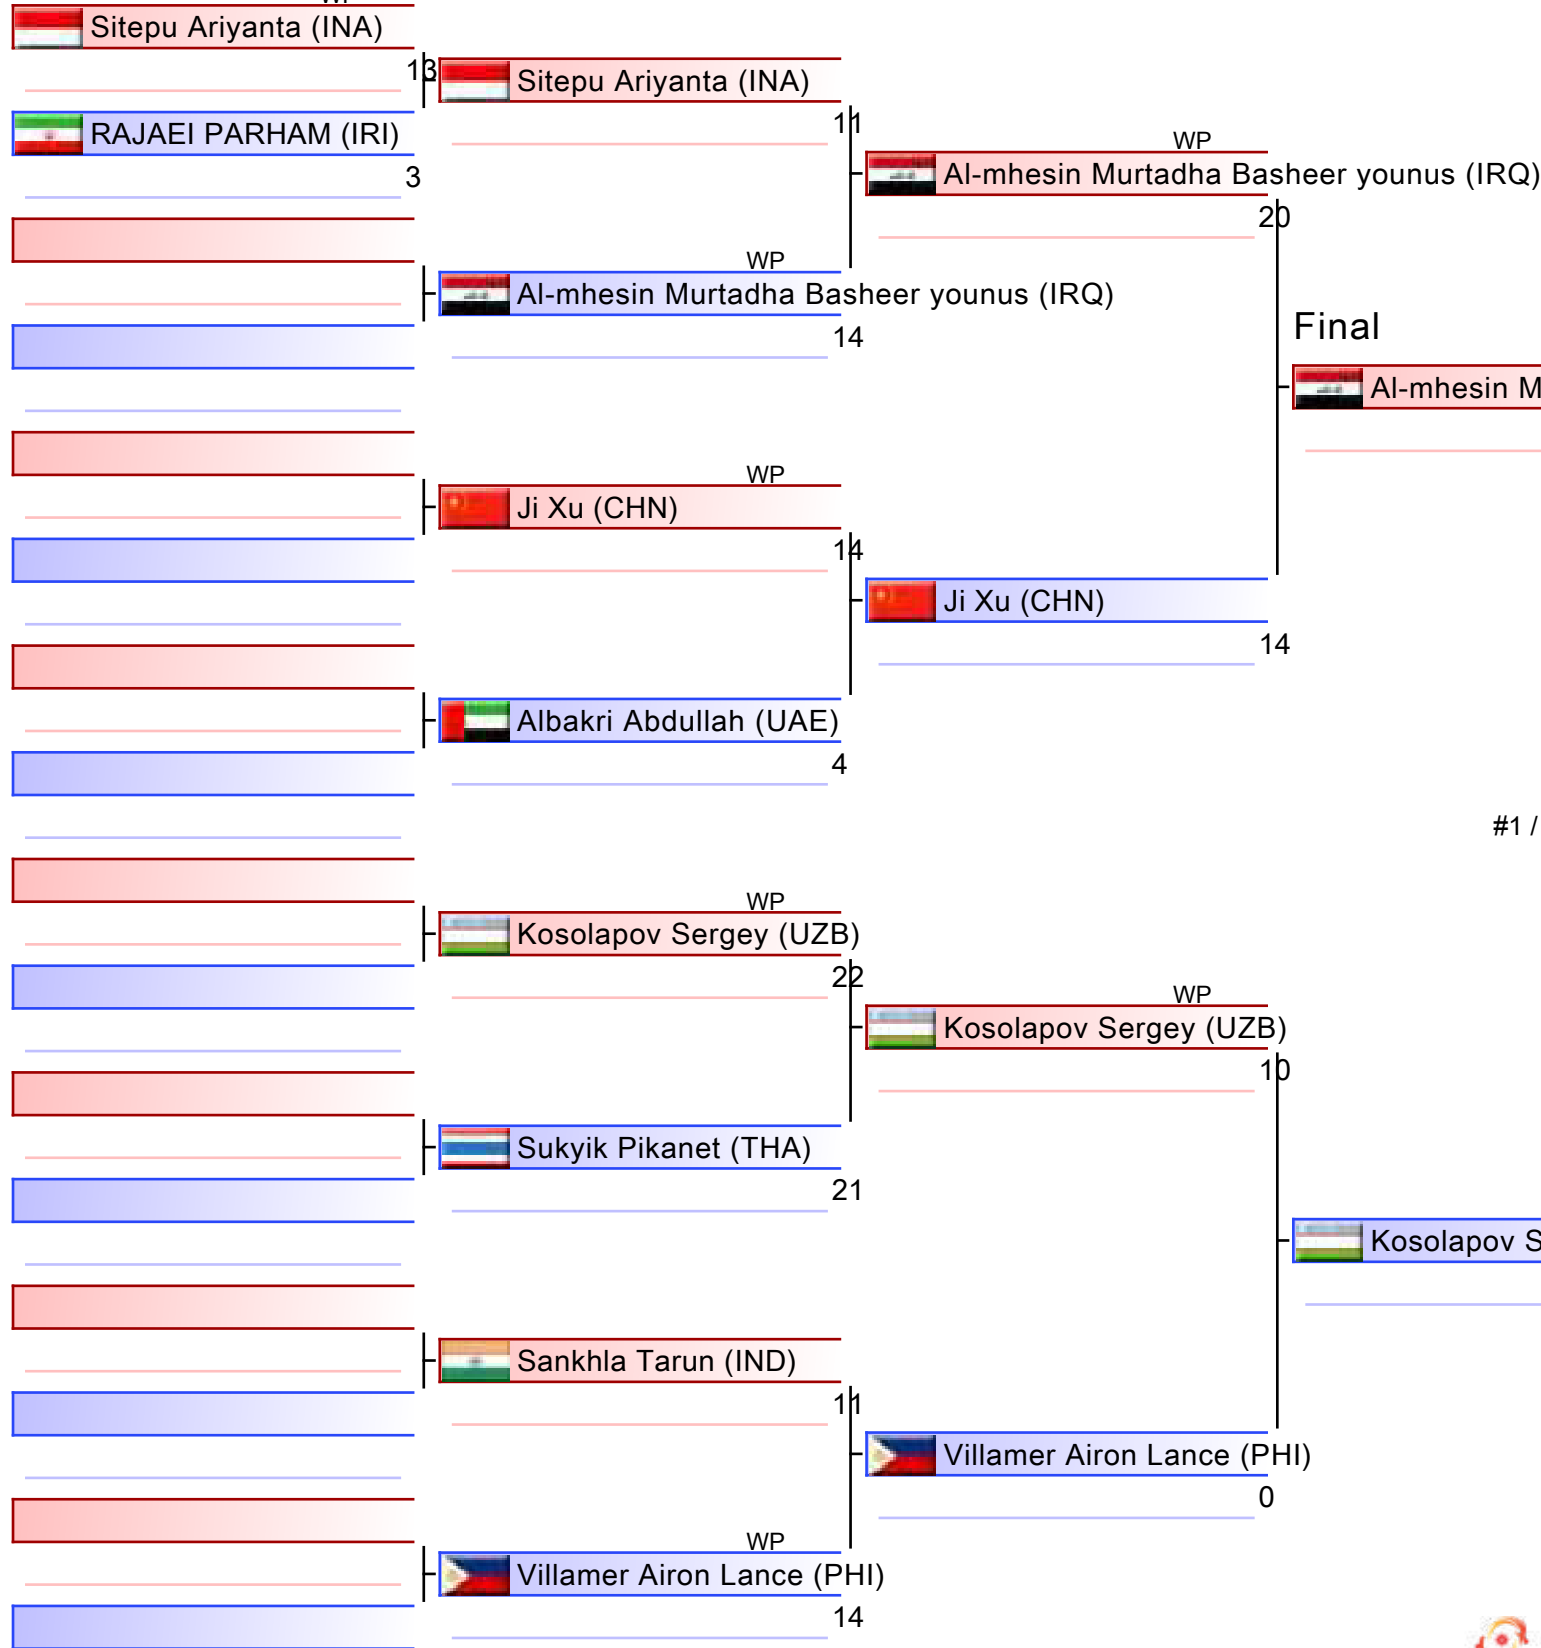 Sitepu Ariyanta (INA)
13
RAJAEI PARHAM (IRI)
3
Sitepu Ariyanta (INA)
11
WP
Al-mhesin Murtadha Basheer younus (IRQ)
14
WP
Ji Xu (CHN)
14
Albakri Abdullah (UAE)
4
WP
Kosolapov Sergey (UZB)
22
Sukyik Pikanet (THA)
21
Sankhla Tarun (IND)
11
WP
Villamer Airon Lance (PHI)
14
WP
Al-mhesin Murtadha Basheer younus (IRQ)
20
Ji Xu (CHN)
14
WP
Kosolapov Sergey (UZB)
10
Villamer Airon Lance (PHI)
0
Final
Al-mhesin M
#1 /
Kosolapov S